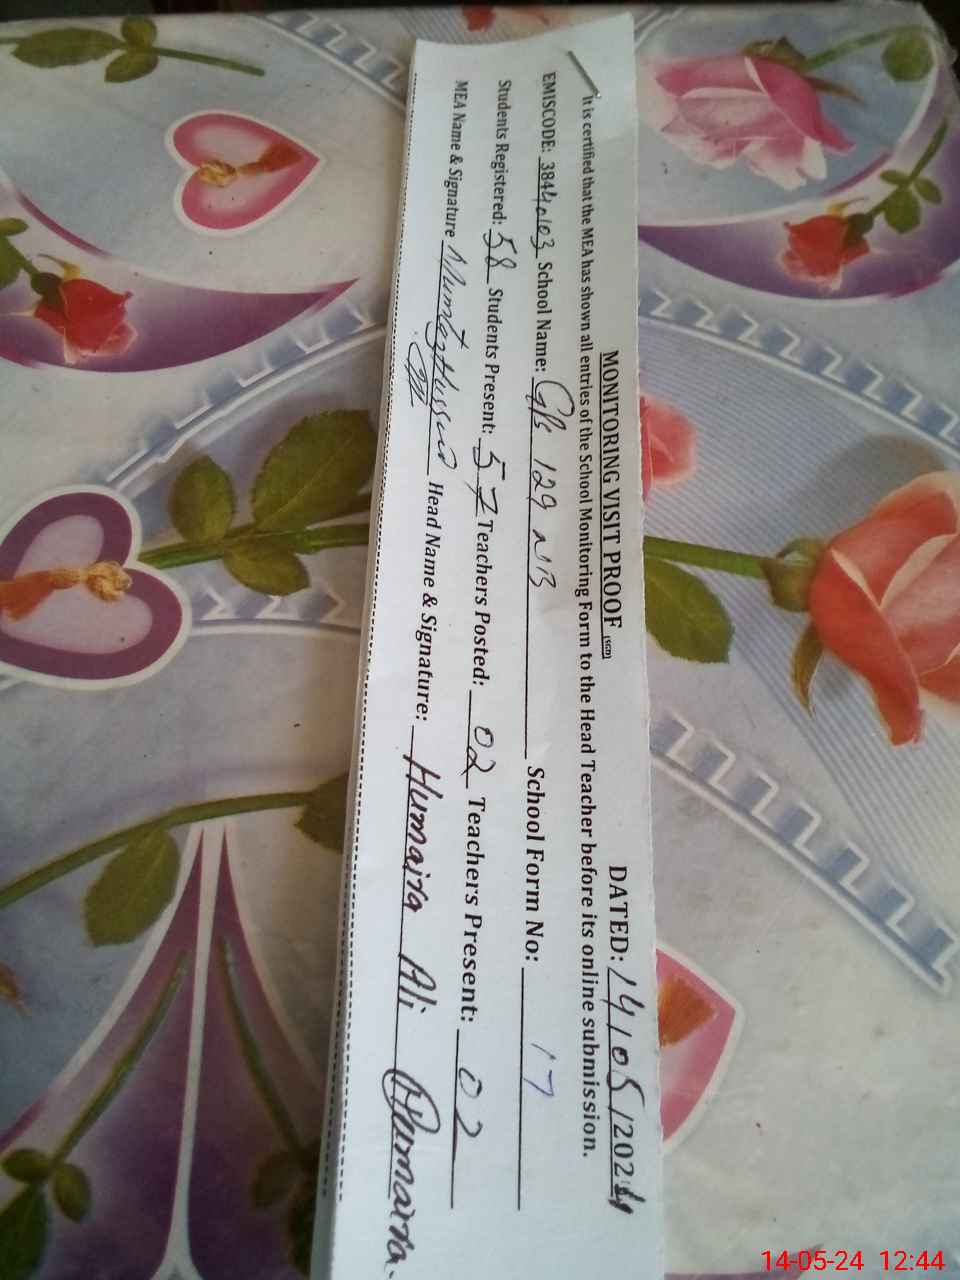 MONITORING VISIT PROOF (SGD) DATED: 14/05/2024
It is certified that the MEA has shown all entries of the School Monitoring Form to the Head Teacher before its online submission.
EMISCODE: 38440103 School Name: G/s 129 NB School Form No: 17
Students Registered: 58 Students Present: 57 Teachers Posted: 02 Teachers Present: 02
MEA Name & Signature Mumtaz Hussain Head Name & Signature: Humaira Ali Humaira.
14-05-24 12:44